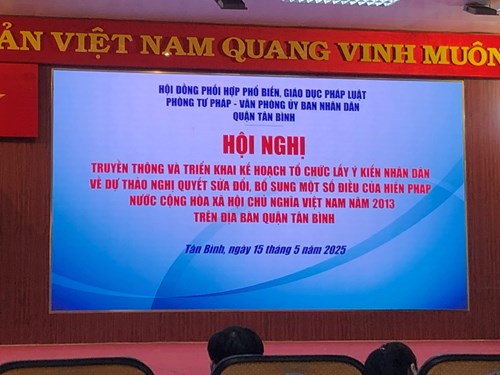 ẢN VIỆT NAM QUANG VINH MUÔN
HỘI ĐỒNG PHỐI HỢP PHỔ BIẾN, GIÁO DỤC PHÁP LUẬT
PHÒNG TƯ PHÁP - VĂN PHÒNG ỦY BAN NHÂN DÂN
QUẬN TÂN BÌNH
HỘI NGHỊ
TRUYỀN THÔNG VÀ TRIỂN KHAI KẾ HOẠCH TỔ CHỨC LẤY Ý KIẾN NHÂN DÂN
VỀ DỰ THẢO NGHỊ QUYẾT SỬA ĐỔI, BỔ SUNG MỘT SỐ ĐIỀU CỦA HIẾN PHÁP
NƯỚC CỘNG HÒA XÃ HỘI CHỦ NGHĨA VIỆT NAM NĂM 2013
TRÊN ĐỊA BÀN QUẬN TÂN BÌNH
Tân Bình, ngày 15 tháng 5 năm 2025